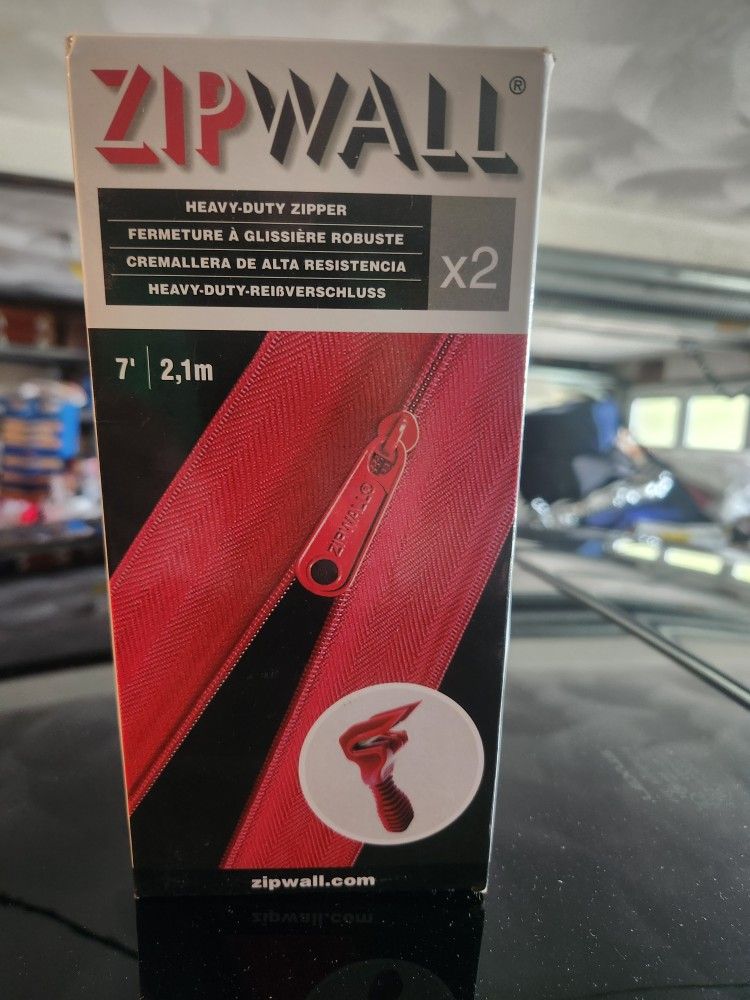 ZIPWALL®
HEAVY-DUTY ZIPPER
FERMETURE À GLISSIÈRE ROBUSTE
CREMALLERA DE ALTA RESISTENCIA
HEAVY-DUTY-REIßVERSCHLUSS
x2
7' | 2,1m
ZIPWALL®
zipwall.com